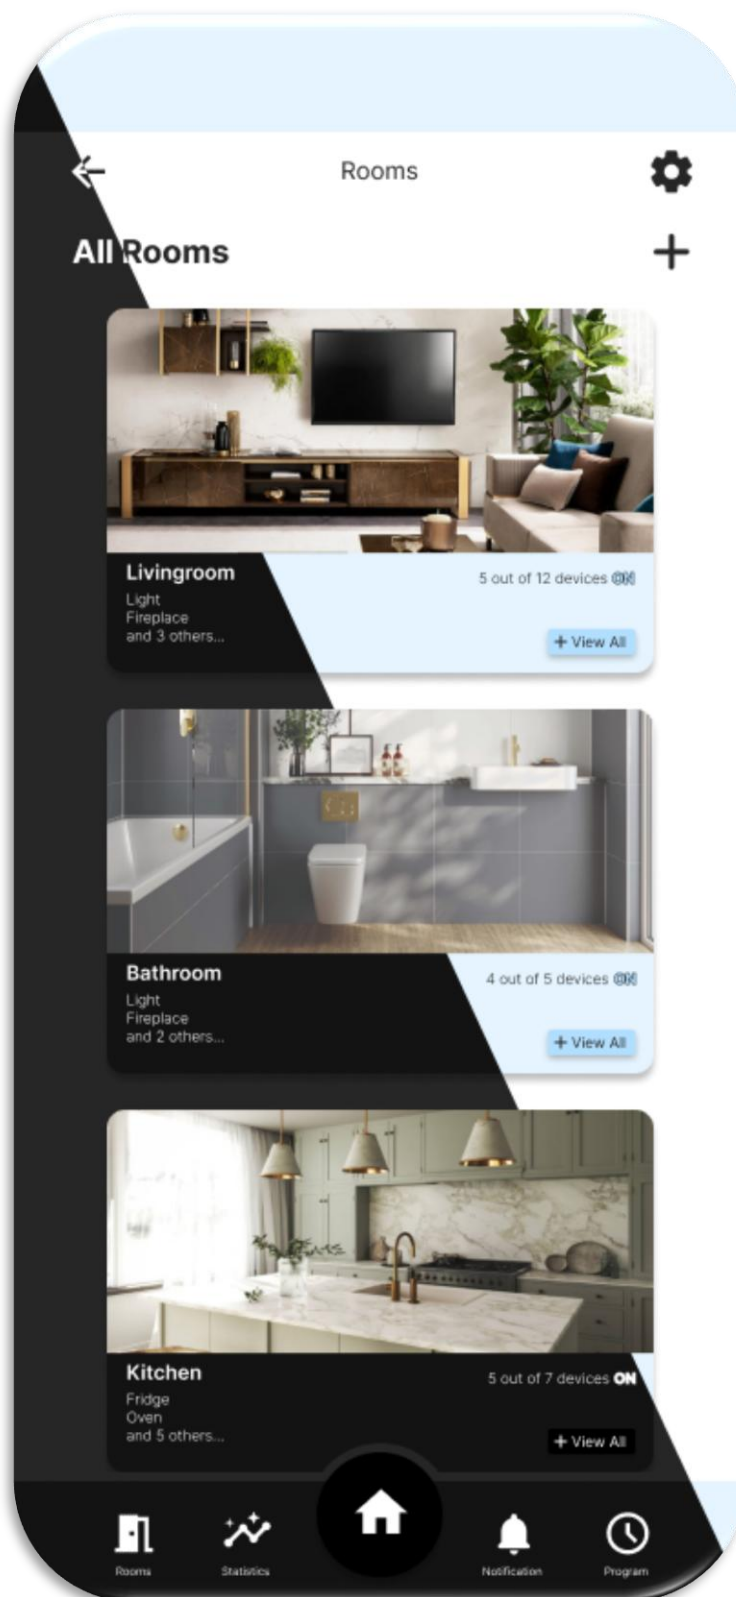 Rooms
All Rooms
Livingroom
5 out of 12 devices ON
Light
Fireplace
and 3 others...
+ View All
Bathroom
4 out of 5 devices ON
Light
Fireplace
and 2 others...
+ View All
Kitchen
5 out of 7 devices ON
Fridge
Oven
and 5 others...
+ View All
Rooms
Statistics
Notification
Program